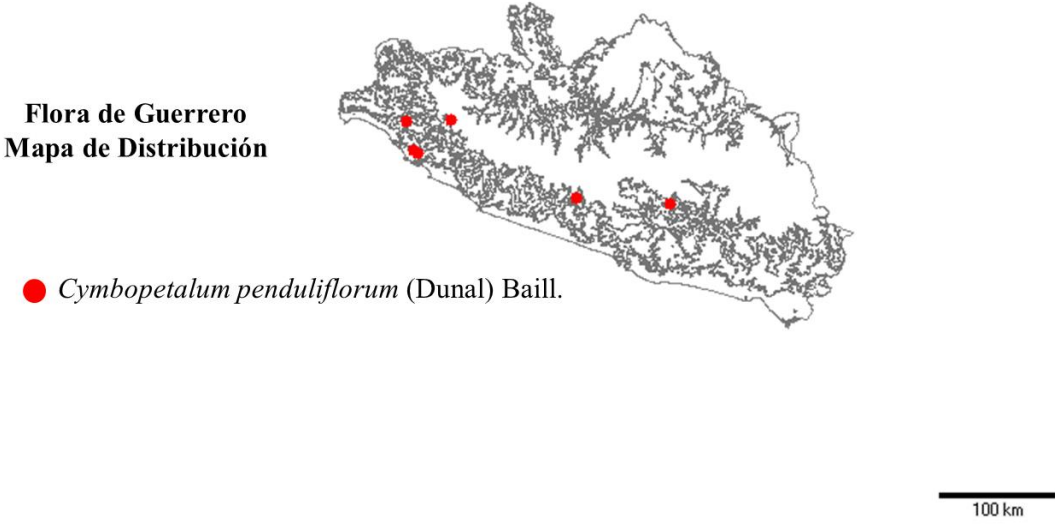 Flora de Guerrero
Mapa de Distribución
Cymbopetalum penduliflorum (Dunal) Baill.
100 km